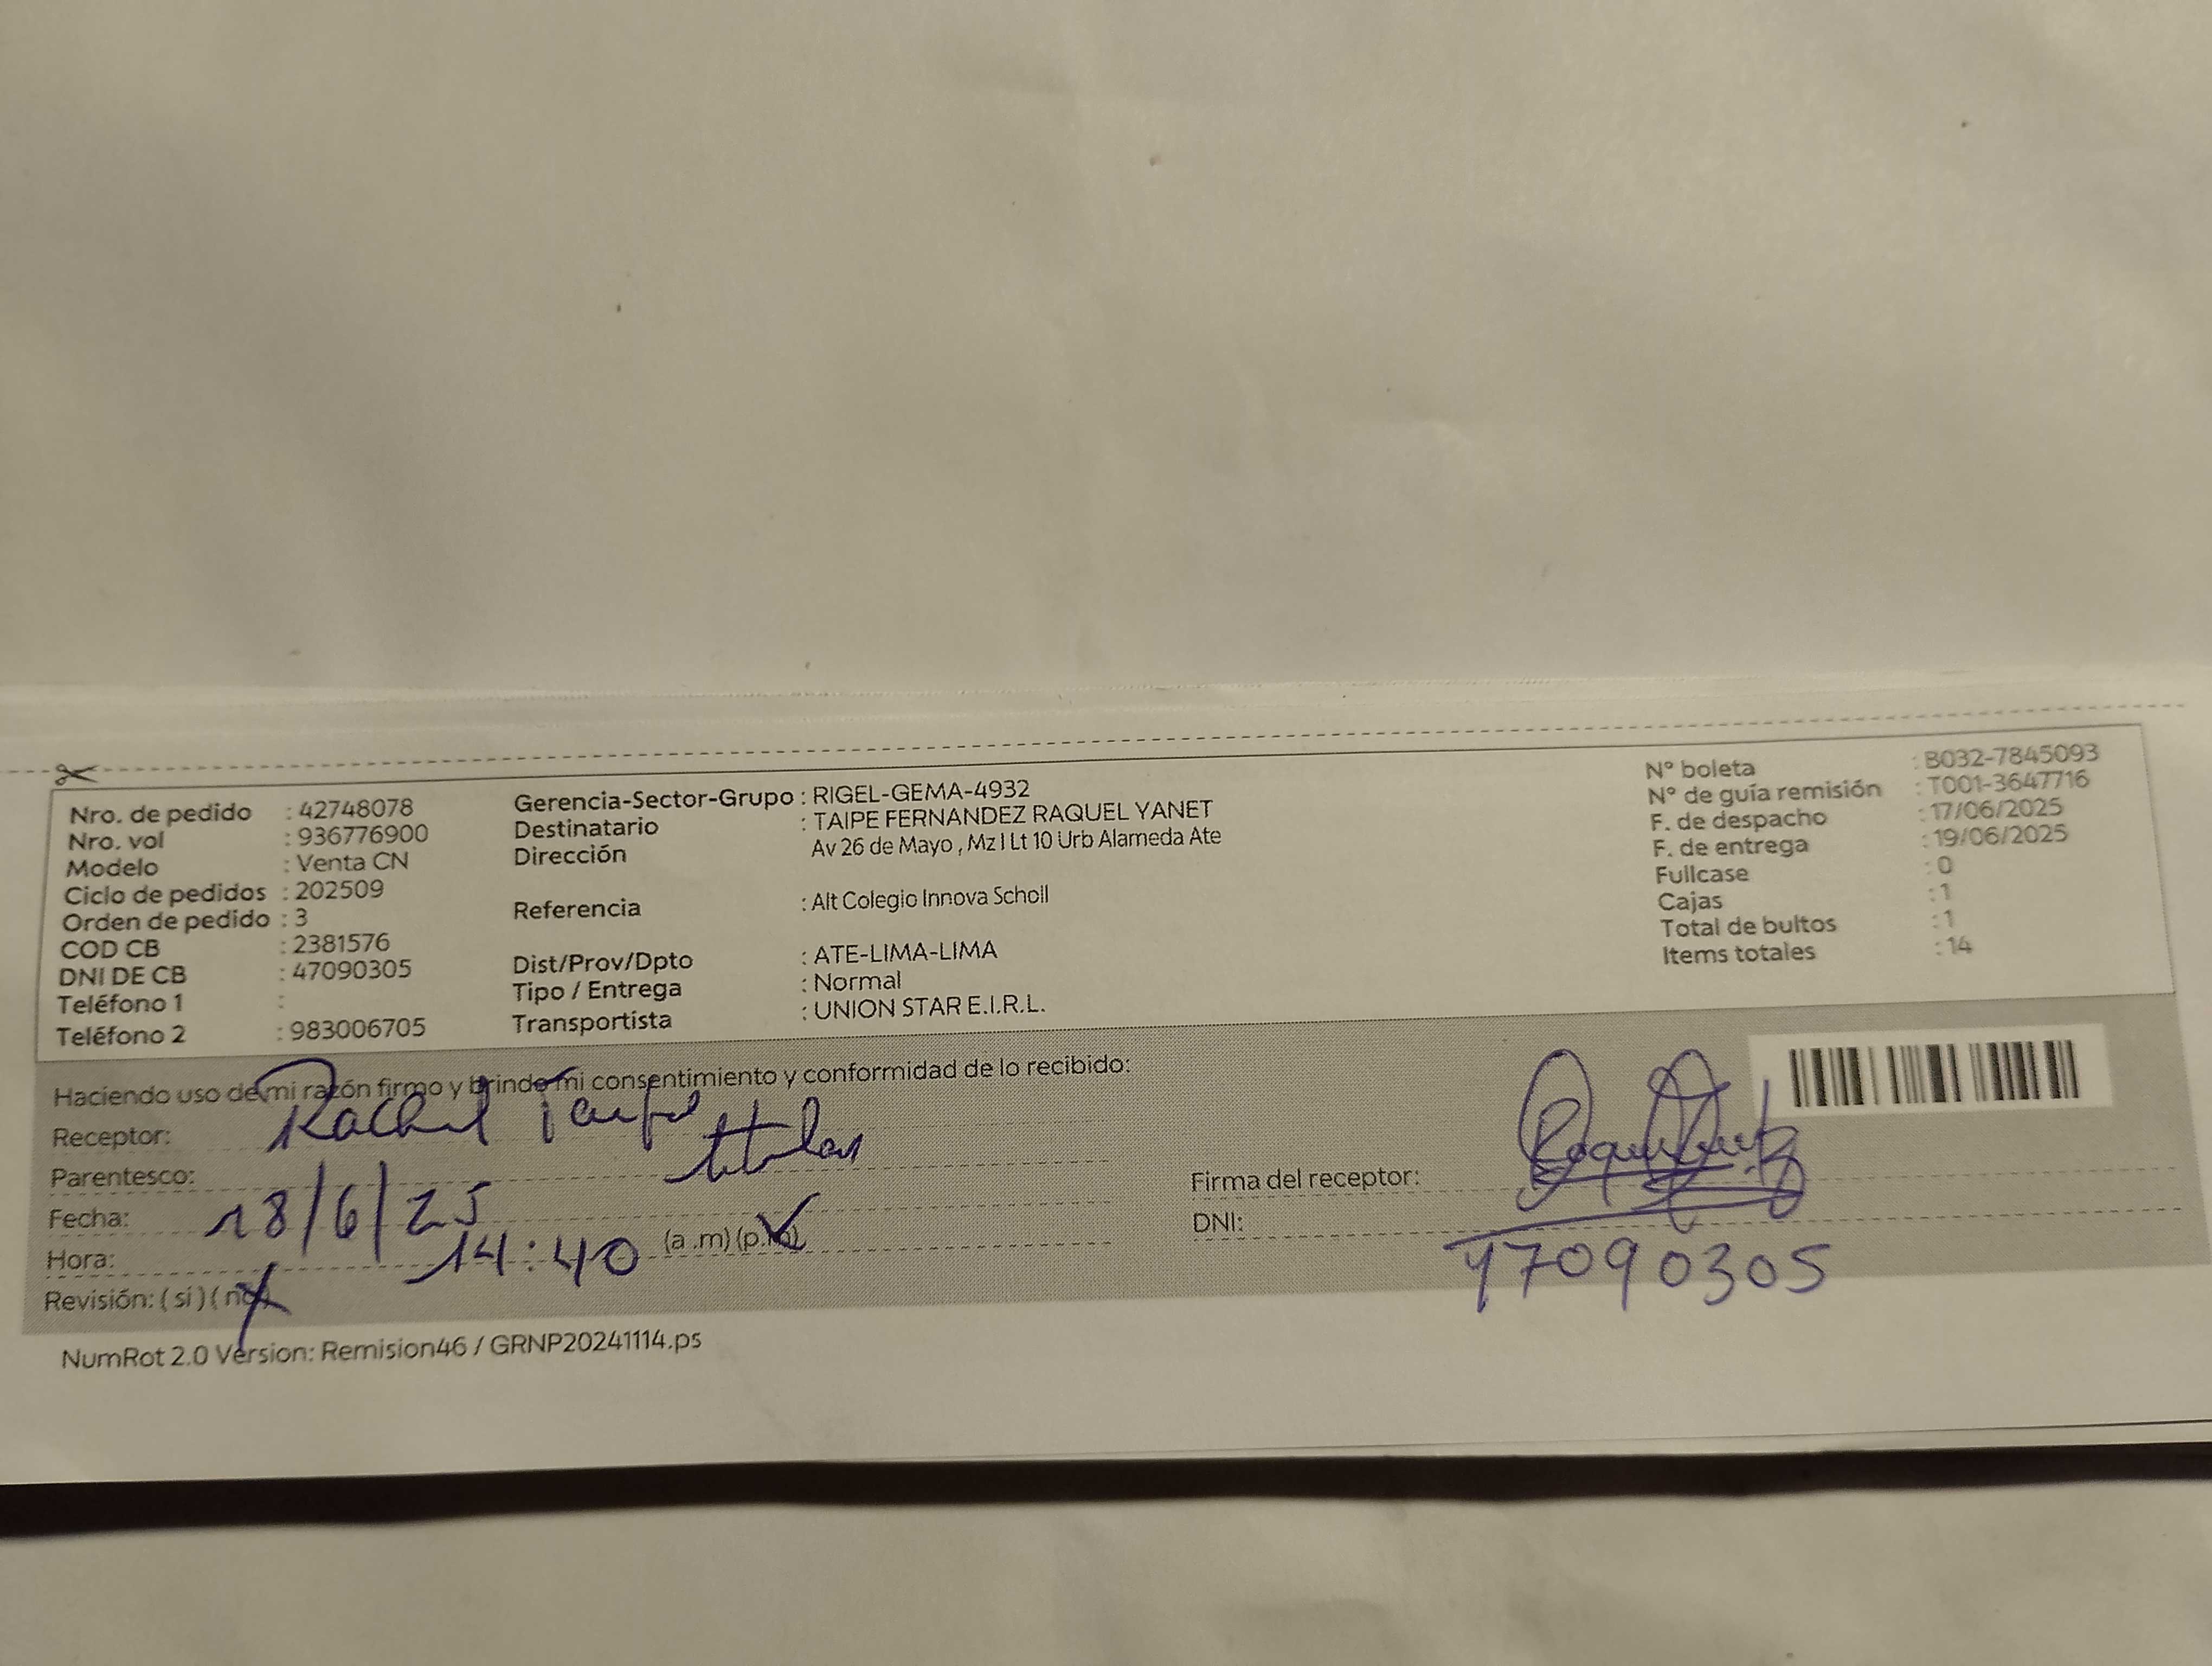 Nro. de pedido : 42748078
Nro. vol : 936776900
Modelo : Venta CN
Ciclo de pedidos : 202509
Orden de pedido : 3
COD CB : 2381576
DNI DE CB : 47090305
Teléfono 1 :
Teléfono 2 : 983006705
Gerencia-Sector-Grupo : RIGEL-GEMA-4932
Destinatario : TAIPE FERNANDEZ RAQUEL YANET
Dirección Av 26 de Mayo , Mz I Lt 10 Urb Alameda Ate
Referencia : Alt Colegio Innova Scholl
Dist/Prov/Dpto : ATE-LIMA-LIMA
Tipo / Entrega : Normal
Transportista : UNION STAR E.I.R.L.
N° boleta : B032-7845093
N° de guía remisión : T001-3647716
F. de despacho : 17/06/2025
F. de entrega : 19/06/2025
Fullcase : 0
Cajas : 1
Total de bultos : 1
Items totales : 14
Haciendo uso de mi razón firmo y brindo mi consentimiento y conformidad de lo recibido:
Receptor:
Parentesco: titular
Fecha: 18/6/25
Hora: 14:40 (a .m) (p.m)
Revisión: ( si ) ( no )
Firma del receptor:
DNI: 47090305
NumRot 2.0 Version: Remision46 / GRNP20241114.ps